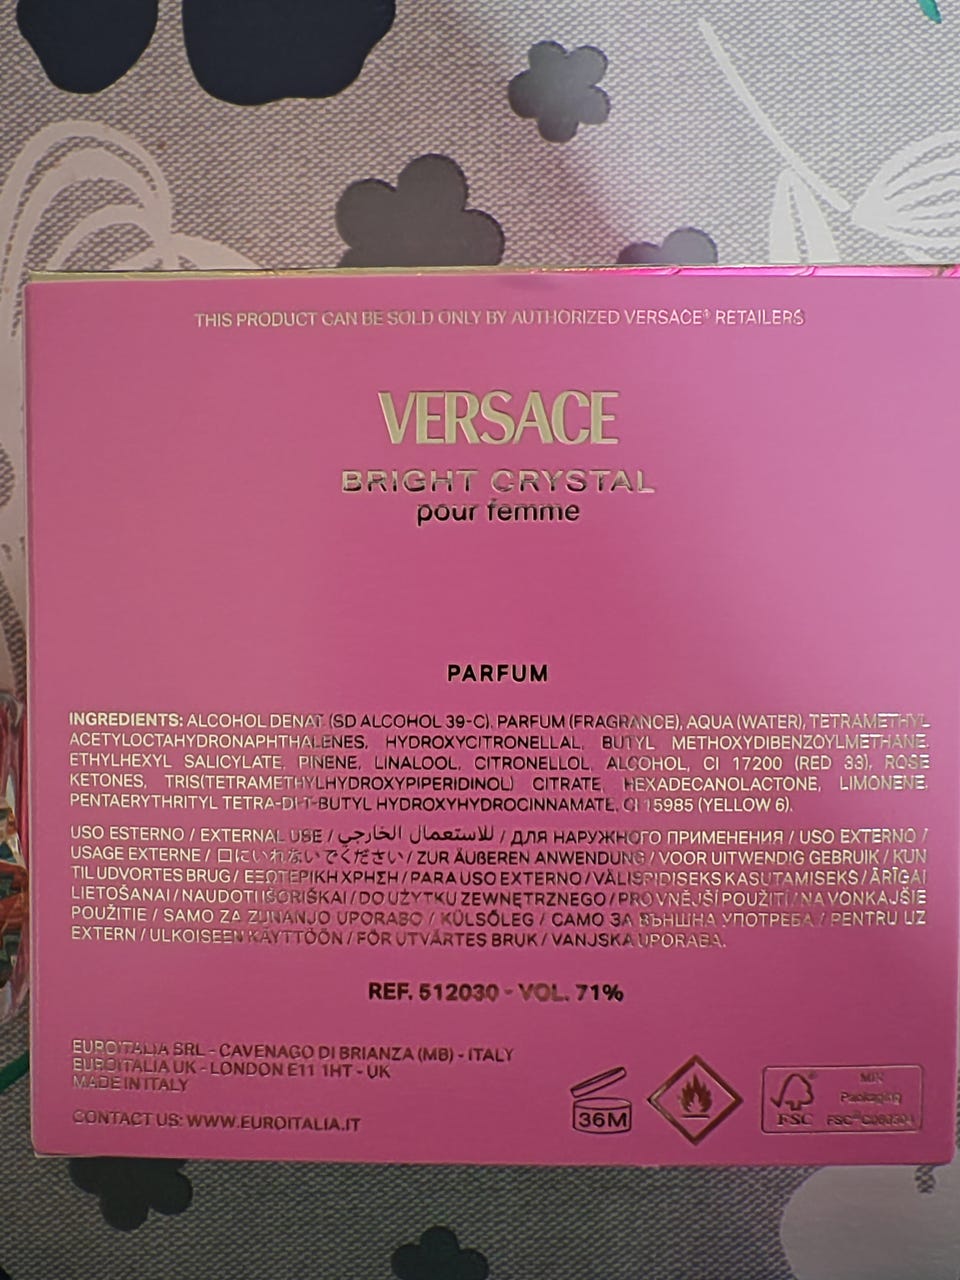 THIS PRODUCT CAN BE SOLD ONLY BY AUTHORIZED VERSACE® RETAILERS
VERSACE
BRIGHT CRYSTAL
pour femme
PARFUM
INGREDIENTS: ALCOHOL DENAT (SD ALCOHOL 39-C), PARFUM (FRAGRANCE), AQUA (WATER), TETRAMETHYL
ACETYLOCTAHYDRONAPHTHALENES, HYDROXYCITRONELLAL, BUTYL METHOXYDIBENZOYLMETHANE,
ETHYLHEXYL SALICYLATE, PINENE, LINALOOL, CITRONELLOL, ALCOHOL, CI 17200 (RED 33), ROSE
KETONES, TRIS(TETRAMETHYLHYDROXYPIPERIDINOL) CITRATE, HEXADECANOLACTONE, LIMONENE,
PENTAERYTHRITYL TETRA-DI-T-BUTYL HYDROXYHYDROCINNAMATE, CI 15985 (YELLOW 6).
USO ESTERNO / EXTERNAL USE / للاستعمال الخارجي / ДЛЯ НАРУЖНОГО ПРИМЕНЕНИЯ / USO EXTERNO /
USAGE EXTERNE / 口にいれないでください / ZUR ÄUßEREN ANWENDUNG / VOOR UITWENDIG GEBRUIK / KUN
TIL UDVORTES BRUG / ΕΞΩΤΕΡΙΚΗ ΧΡΗΣΗ / PARA USO EXTERNO / VÄLISPIDISEKS KASUTAMISEKS / ĀRĪGAI
LIETOŠANAI / NAUDOTI IŠORIŠKAI / DO UŻYTKU ZEWNĘTRZNEGO / PRO VNĚJŠÍ POUŽITÍ / NA VONKAJŠIE
POUŽITIE / SAMO ZA ZUNANJO UPORABO / KÜLSŐLEG / САМО ЗА ВЪНШНА УПОТРЕБА / PENTRU UZ
EXTERN / ULKOISEEN KÄYTTÖÖN / FÖR UTVÄRTES BRUK / VANJSKA UPORABA.
REF. 512030 - VOL. 71%
EUROITALIA SRL - CAVENAGO DI BRIANZA (MB) - ITALY
EUROITALIA UK - LONDON E11 1HT - UK
MADE IN ITALY
CONTACT US: WWW.EUROITALIA.IT
36M
FSC
MIX
Packaging
FSC®